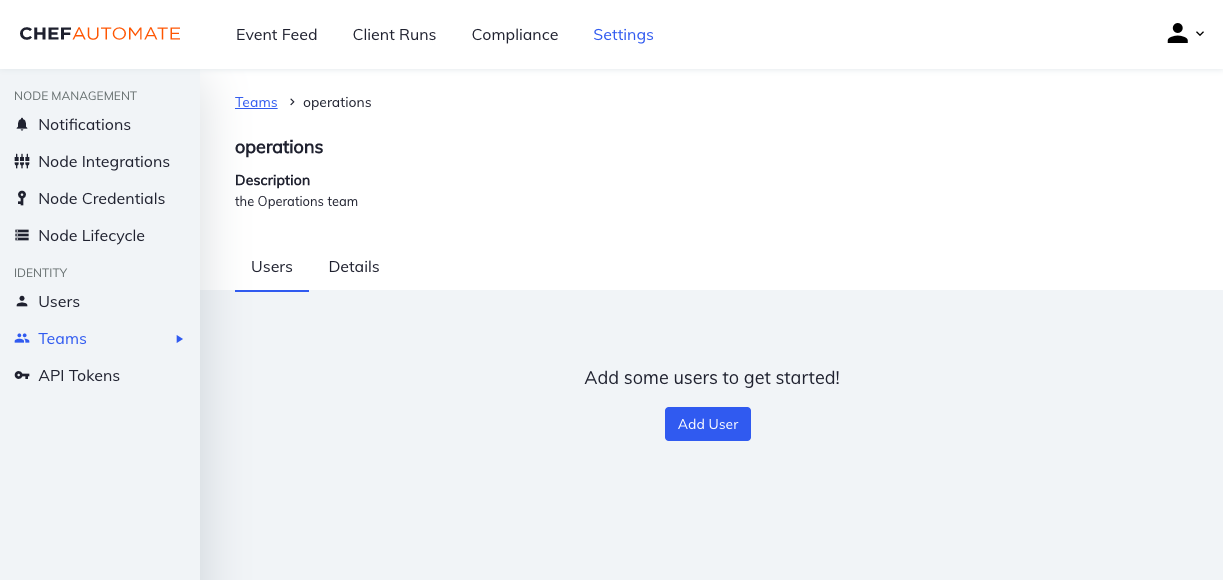 CHEFAUTOMATE
Event Feed
Client Runs
Compliance
Settings
NODE MANAGEMENT
Notifications
Node Integrations
Node Credentials
Node Lifecycle
IDENTITY
Users
Teams
API Tokens
Teams > operations
operations
Description
the Operations team
Users
Details
Add some users to get started!
Add User